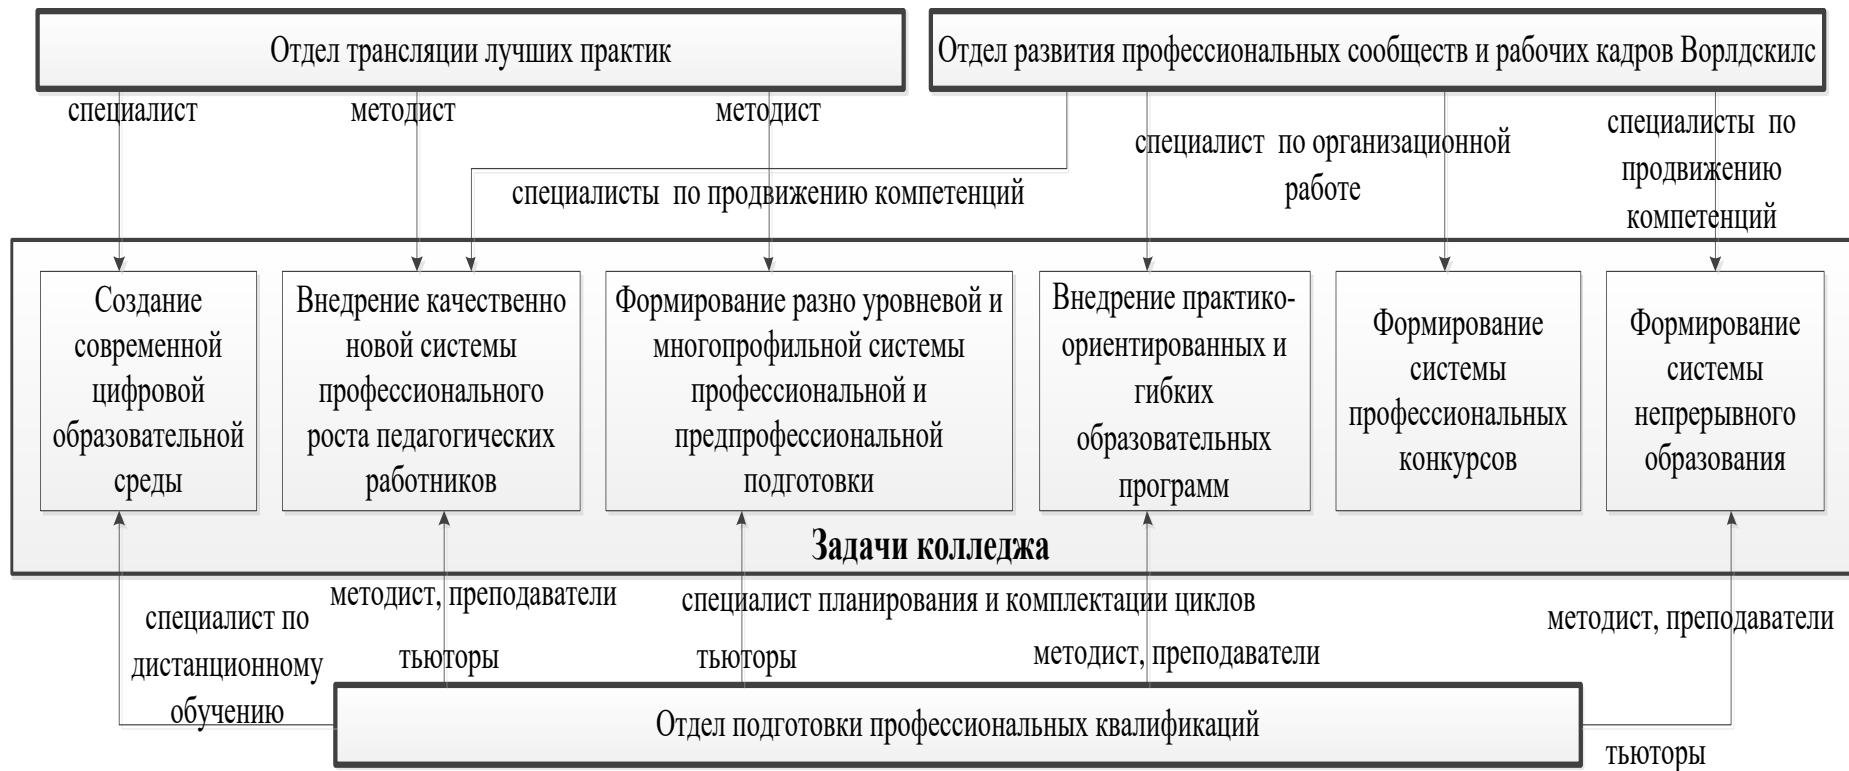 Отдел трансляции лучших практик
Отдел развития профессиональных сообществ и рабочих кадров Ворлдскилс
специалист
методист
методист
специалисты по продвижению компетенций
специалист по организационной
работе
специалисты по
продвижению
компетенций
Создание
современной
цифровой
образовательной
среды
Внедрение качественно
новой системы
профессионального
роста педагогических
работников
Формирование разно уровневой и
многопрофильной системы
профессиональной и
предпрофессиональной
подготовки
Внедрение практико-
ориентированных и
гибких
образовательных
программ
Формирование
системы
профессиональных
конкурсов
Формирование
системы
непрерывного
образования
Задачи колледжа
специалист по
дистанционному
обучению
методист, преподаватели
тьюторы
специалист планирования и комплектации циклов
тьюторы
методист, преподаватели
методист, преподаватели
тьюторы
Отдел подготовки профессиональных квалификаций